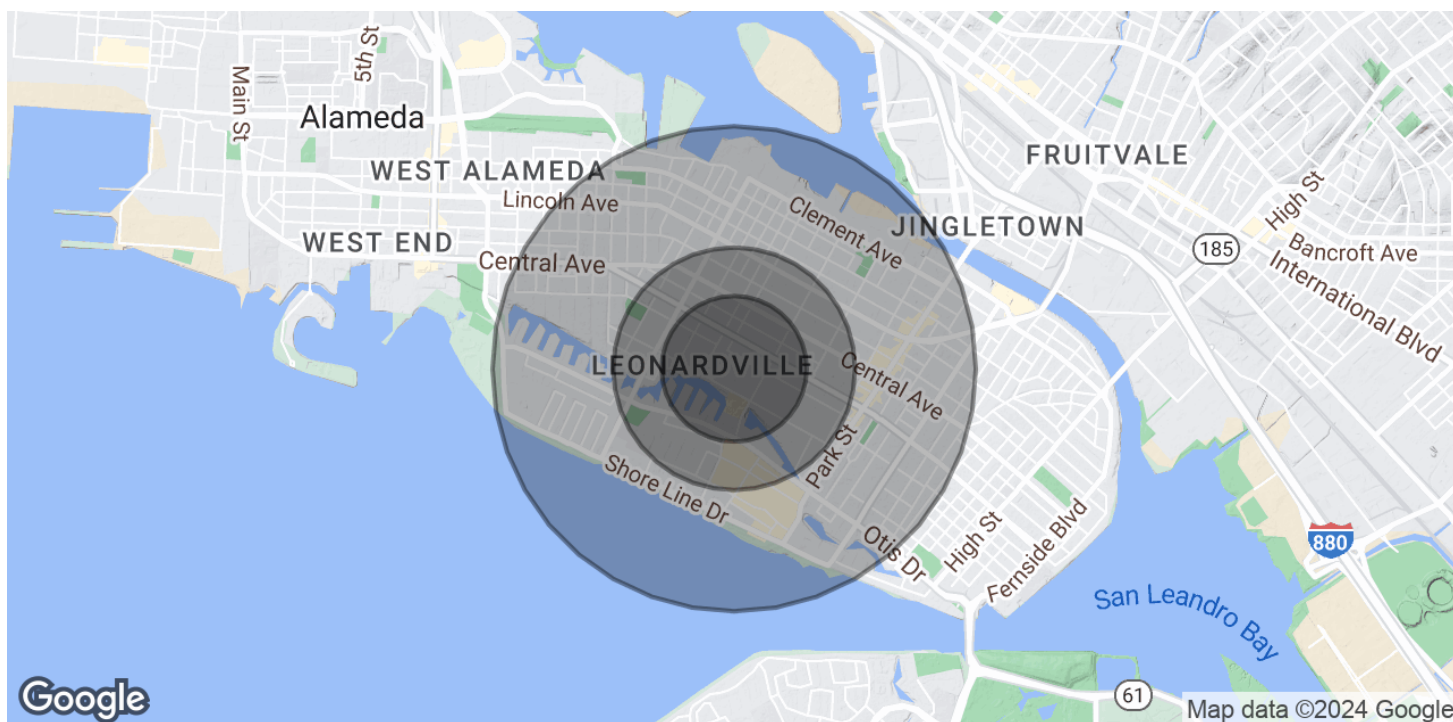 Main St
5th St
Alameda
WEST ALAMEDA
Lincoln Ave
WEST END
Central Ave
Clement Ave
FRUITVALE
JINGLETOWN
High St
185
Bancroft Ave
International Blvd
LEONARDVILLE
Central Ave
Park St
Shore Line Dr
Otis Dr
High St
Fernside Blvd
880
San Leandro Bay
61
Google
Map data ©2024 Google